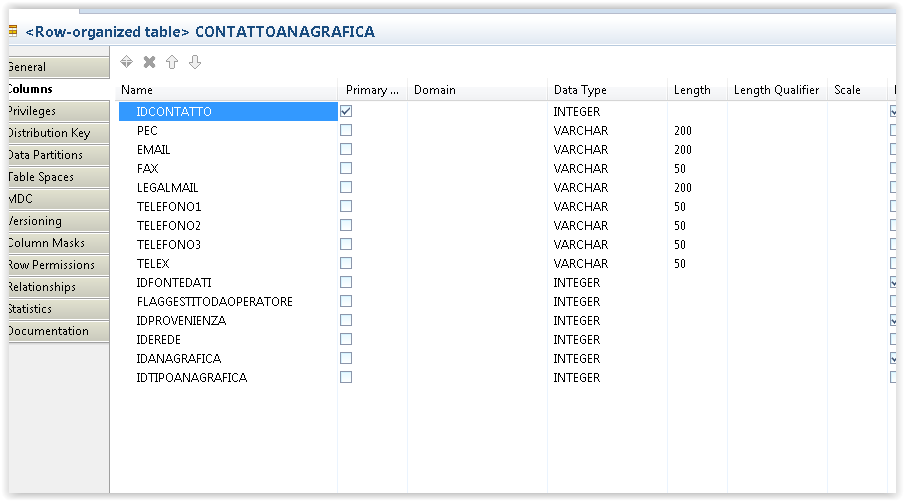 <Row-organized table> CONTATTOANAGRAFICA
General
Columns
Privileges
Distribution Key
Data Partitions
Table Spaces
MDC
Versioning
Column Masks
Row Permissions
Relationships
Statistics
Documentation
Name Primary ... Domain Data Type Length Length Qualifier Scale
IDCONTATTO INTEGER
PEC VARCHAR 200
EMAIL VARCHAR 200
FAX VARCHAR 50
LEGALMAIL VARCHAR 200
TELEFONO1 VARCHAR 50
TELEFONO2 VARCHAR 50
TELEFONO3 VARCHAR 50
TELEX VARCHAR 50
IDFONTEDATI INTEGER
FLAGGESTITODAOPERATORE INTEGER
IDPROVENIENZA INTEGER
IDEREDE INTEGER
IDANAGRAFICA INTEGER
IDTIPOANAGRAFICA INTEGER